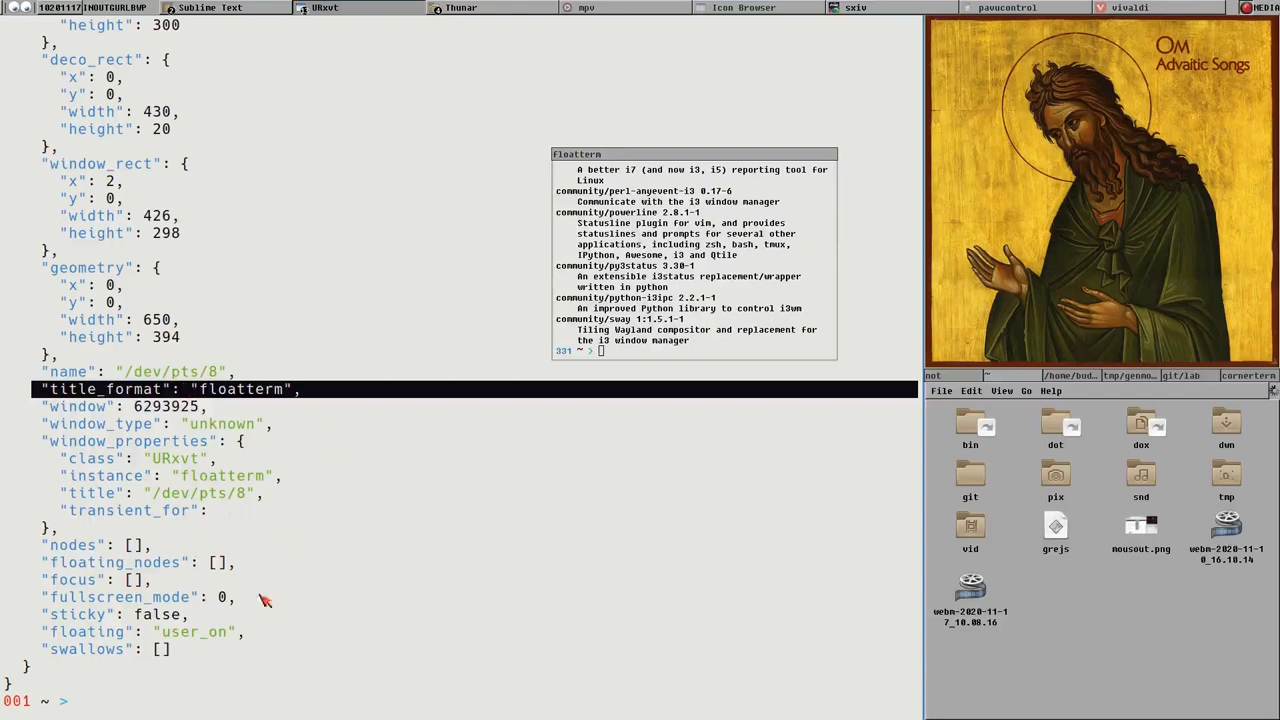 10201117 INOUTGURLBWP
Subline Text
URxvt
Thunar
mpv
Icon Browser
sxiv
pavucontrol
vivaldi
MEDIA
"height": 300
},
"deco_rect": {
"x": 0,
"y": 0,
"width": 430,
"height": 20
},
"window_rect": {
"x": 2,
"y": 0,
"width": 426,
"height": 298
},
"geometry": {
"x": 0,
"y": 0,
"width": 650,
"height": 394
},
"name": "/dev/pts/8",
"title_format": "floatterm",
"window": 6293925,
"window_type": "unknown",
"window_properties": {
"class": "URxvt",
"instance": "floatterm",
"title": "/dev/pts/8",
"transient_for":
},
"nodes": [],
"floating_nodes": [],
"focus": [],
"fullscreen_mode": 0,
"sticky": false,
"floating": "user_on",
"swallows": []
}
}
001 ~ >
floatterm
A better i7 (and now i3, i5) reporting tool for
Linux
community/perl-anyevent-i3 0.17-6
Communicate with the i3 window manager
community/powerline 2.8.1-1
Statusline plugin for vim, and provides
statuslines and prompts for several other
applications, including zsh, bash, tmux,
IPython, Awesome, i3 and Qtile
community/py3status 3.30-1
An extensible i3status replacement/wrapper
written in python
community/python-i3ipc 2.2.1-1
An improved Python library to control i3wm
community/sway 1:1.5.1-1
Tiling Wayland compositor and replacement for
the i3 window manager
331 ~ >
OM
Advaitic Songs
not
~
/home/bud
tmp/genmo
git/lab
cornerterm
File Edit View Go Help
bin
dot
dox
dwn
git
pix
snd
tmp
vid
grejs
mousout.png
webm-2020-11-1
0_16.10.14
webm-2020-11-1
7_10.08.16